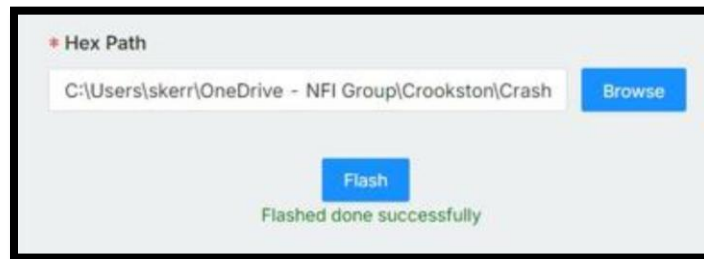 * Hex Path
C:\Users\skerr\OneDrive - NFI Group\Crookston\Crash Browse
Flash
Flashed done successfully